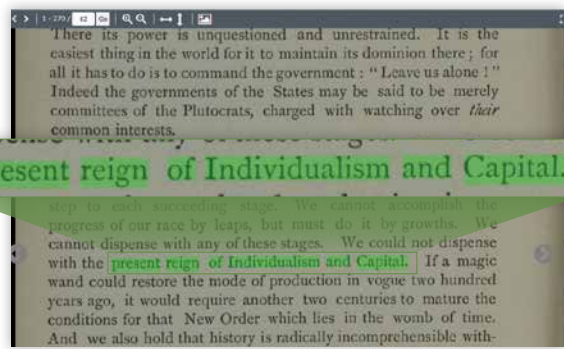 1 - 270 / 62 Go
There its power is unquestioned and unrestrained. It is the
easiest thing in the world for it to maintain its dominion there ; for
all it has to do is to command the government : “ Leave us alone ! ”
Indeed the governments of the States may be said to be merely
committees of the Plutocrats, charged with watching over their
common interests.
esent reign of Individualism and Capital.
step to each succeeding stage. We cannot accomplish the
progress of our race by leaps, but must do it by growths. We
cannot dispense with any of these stages. We could not dispense
with the present reign of Individualism and Capital. If a magic
wand could restore the mode of production in vogue two hundred
years ago, it would require another two centuries to mature the
conditions for that New Order which lies in the womb of time.
And we also hold that history is radically incomprehensible with-